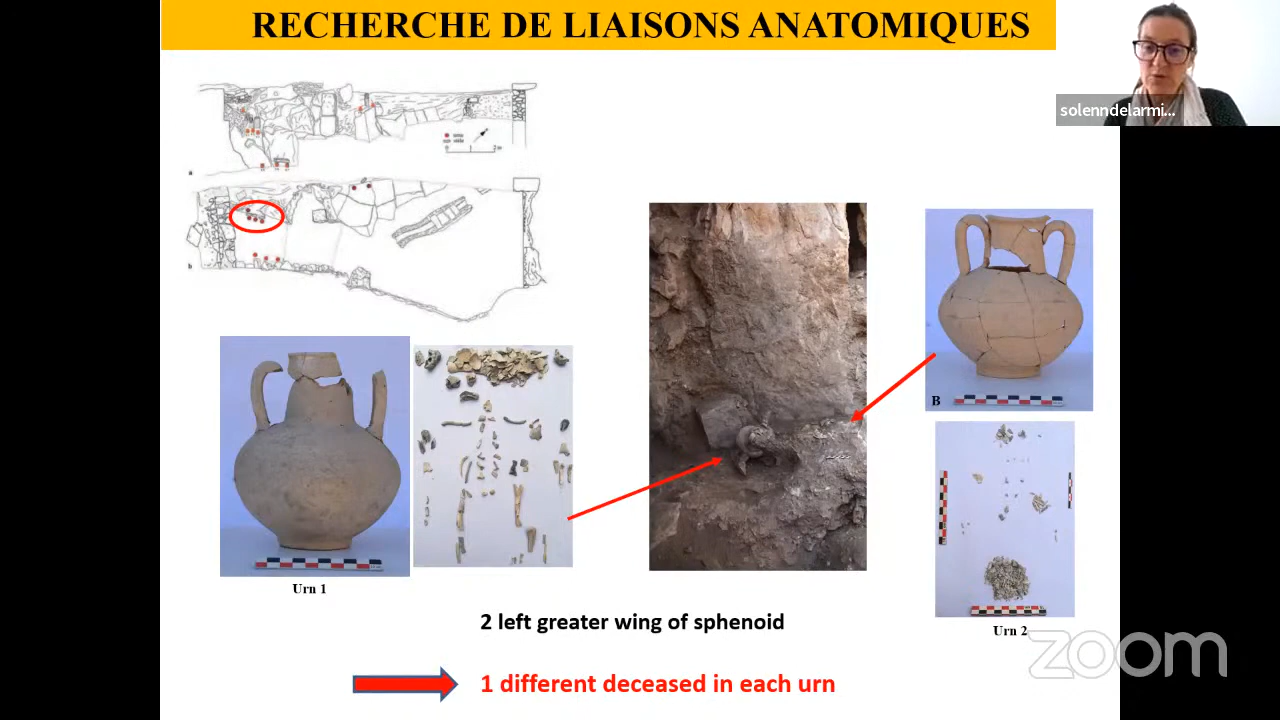 RECHERCHE DE LIAISONS ANATOMIQUES
solenndelarmi...
a
b
B
Urn 1
Urn 2
2 left greater wing of sphenoid
1 different deceased in each urn
zoom